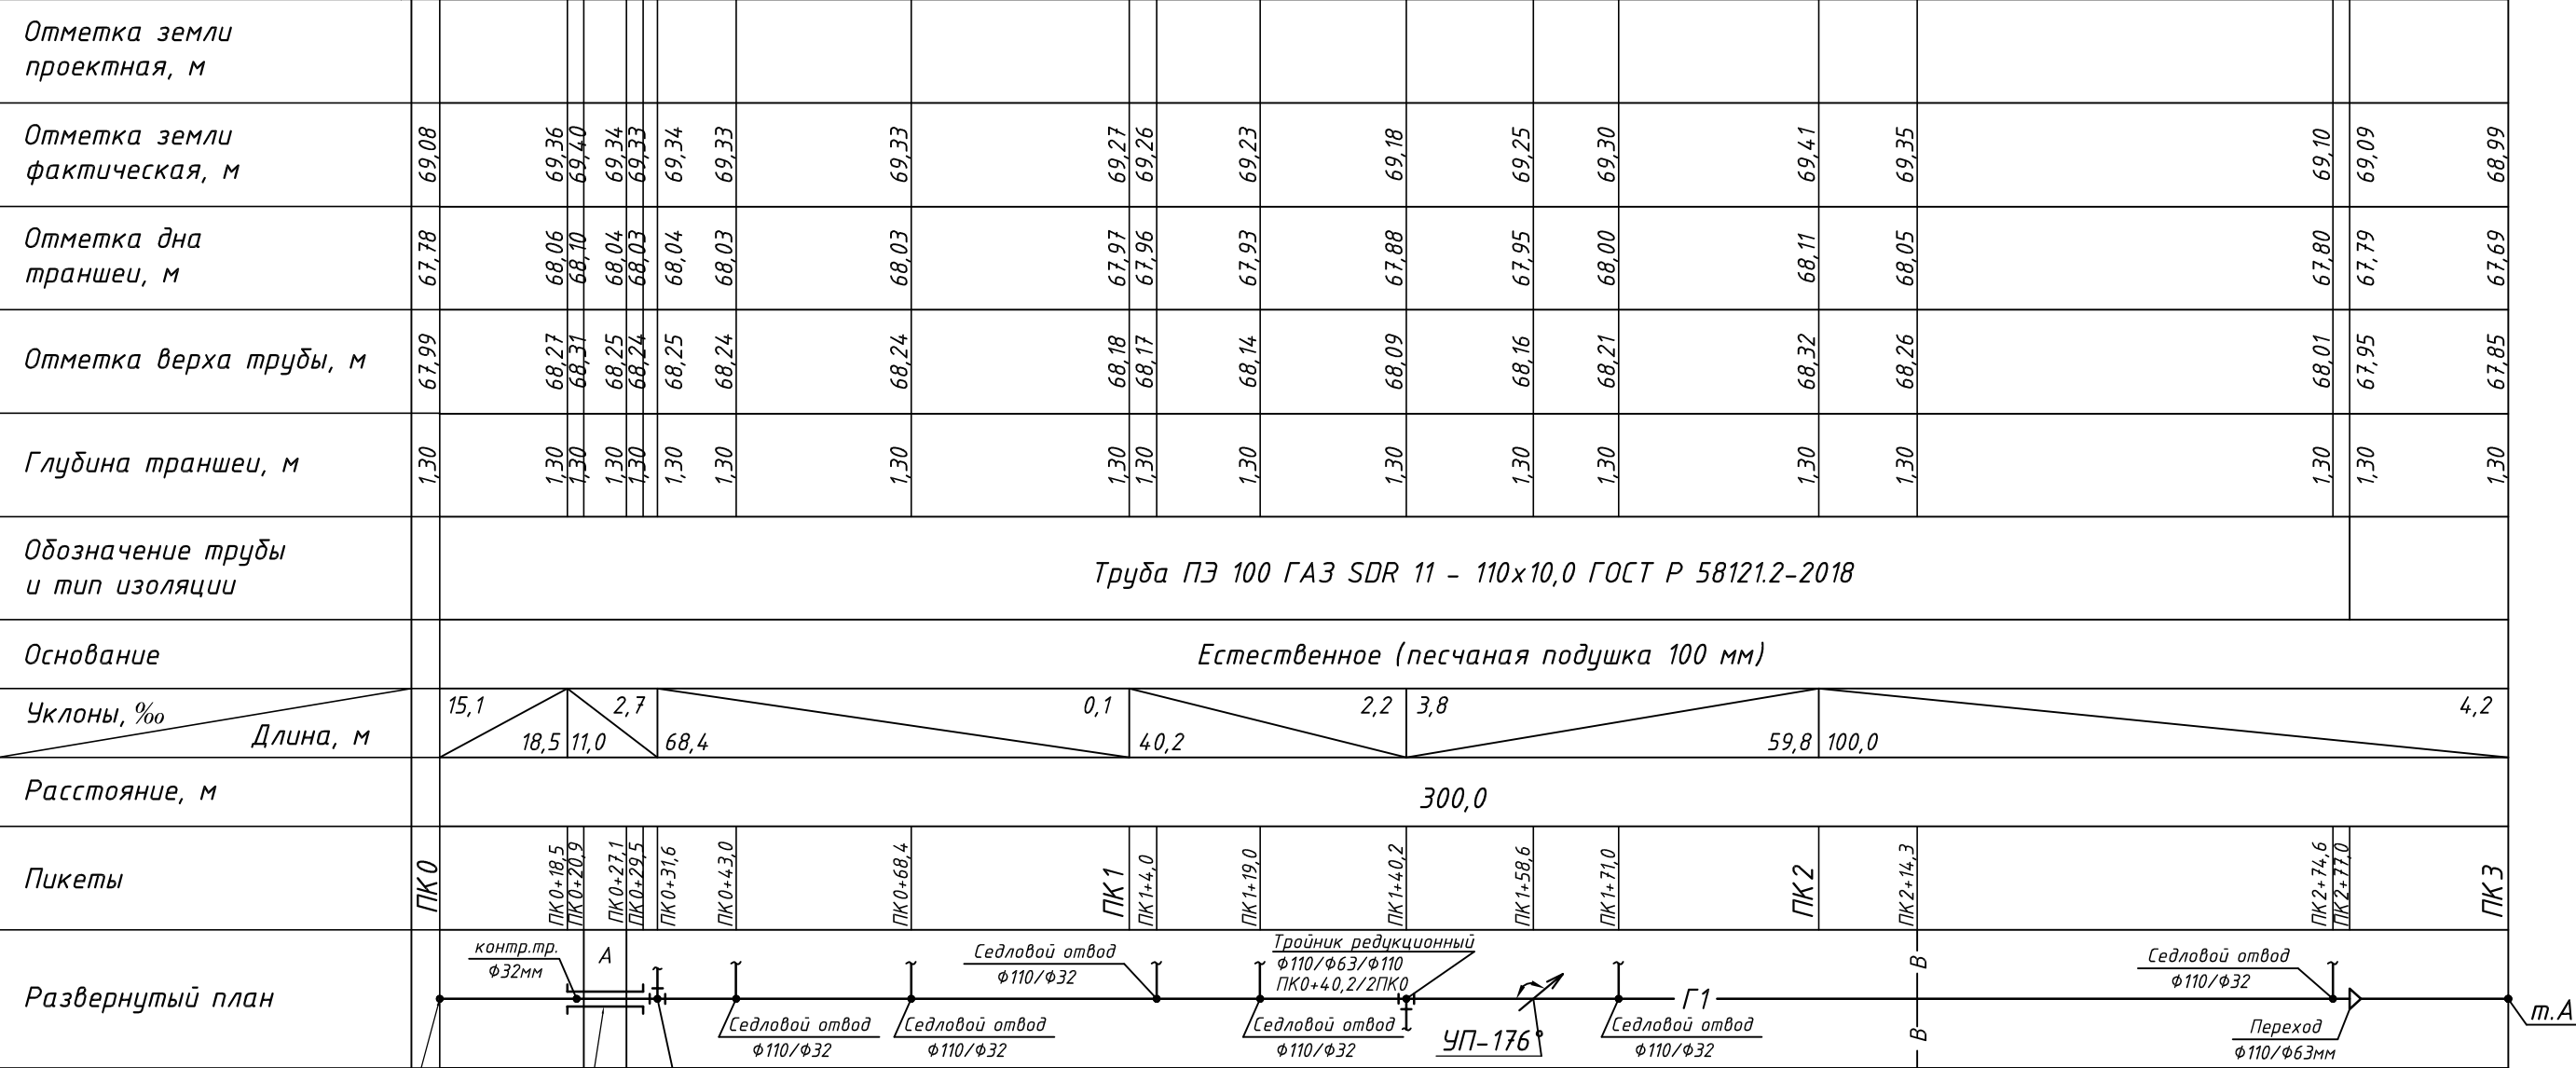 Отметка земли
проектная, м
Отметка земли
фактическая, м
69,08 69,36 69,40 69,34 69,33 69,34 69,33 69,33 69,27 69,26 69,23 69,18 69,25 69,30 69,41 69,35 69,10 69,09 68,99
Отметка дна
траншеи, м
67,78 68,06 68,10 68,04 68,03 68,04 68,03 68,03 67,97 67,96 67,93 67,88 67,95 68,00 68,11 68,05 67,80 67,79 67,69
Отметка верха трубы, м
67,99 68,27 68,31 68,25 68,24 68,25 68,24 68,24 68,18 68,17 68,14 68,09 68,16 68,21 68,32 68,26 68,01 67,95 67,85
Глубина траншеи, м
1,30 1,30 1,30 1,30 1,30 1,30 1,30 1,30 1,30 1,30 1,30 1,30 1,30 1,30 1,30 1,30 1,30 1,30 1,30
Обозначение трубы
и тип изоляции
Труба ПЭ 100 ГАЗ SDR 11 - 110x10,0 ГОСТ Р 58121.2-2018
Основание
Естественное (песчаная подушка 100 мм)
Уклоны, ‰
Длина, м
15,1 2,7 0,1 2,2 3,8 4,2
18,5 11,0 68,4 40,2 59,8 100,0
Расстояние, м
300,0
Пикеты
ПК0 ПК0+18,5 ПК0+20,9 ПК0+27,1 ПК0+29,5 ПК0+31,6 ПК0+43,0 ПК0+68,4 ПК1 ПК1+4,0 ПК1+19,0 ПК1+40,2 ПК1+58,6 ПК1+71,0 ПК2 ПК2+14,3 ПК2+74,6 ПК2+77,0 ПК3
Развернутый план
контр.тр.
Ф32мм
А
Седловой отвод
Ф110/Ф32
Седловой отвод
Ф110/Ф32
Седловой отвод
Ф110/Ф32
Тройник редукционный
Ф110/Ф63/Ф110
ПК0+40,2/2ПК0
Седловой отвод
Ф110/Ф32
УП-176°
Седловой отвод
Ф110/Ф32
Г1
В
В
Седловой отвод
Ф110/Ф32
Переход
Ф110/Ф63мм
т.А